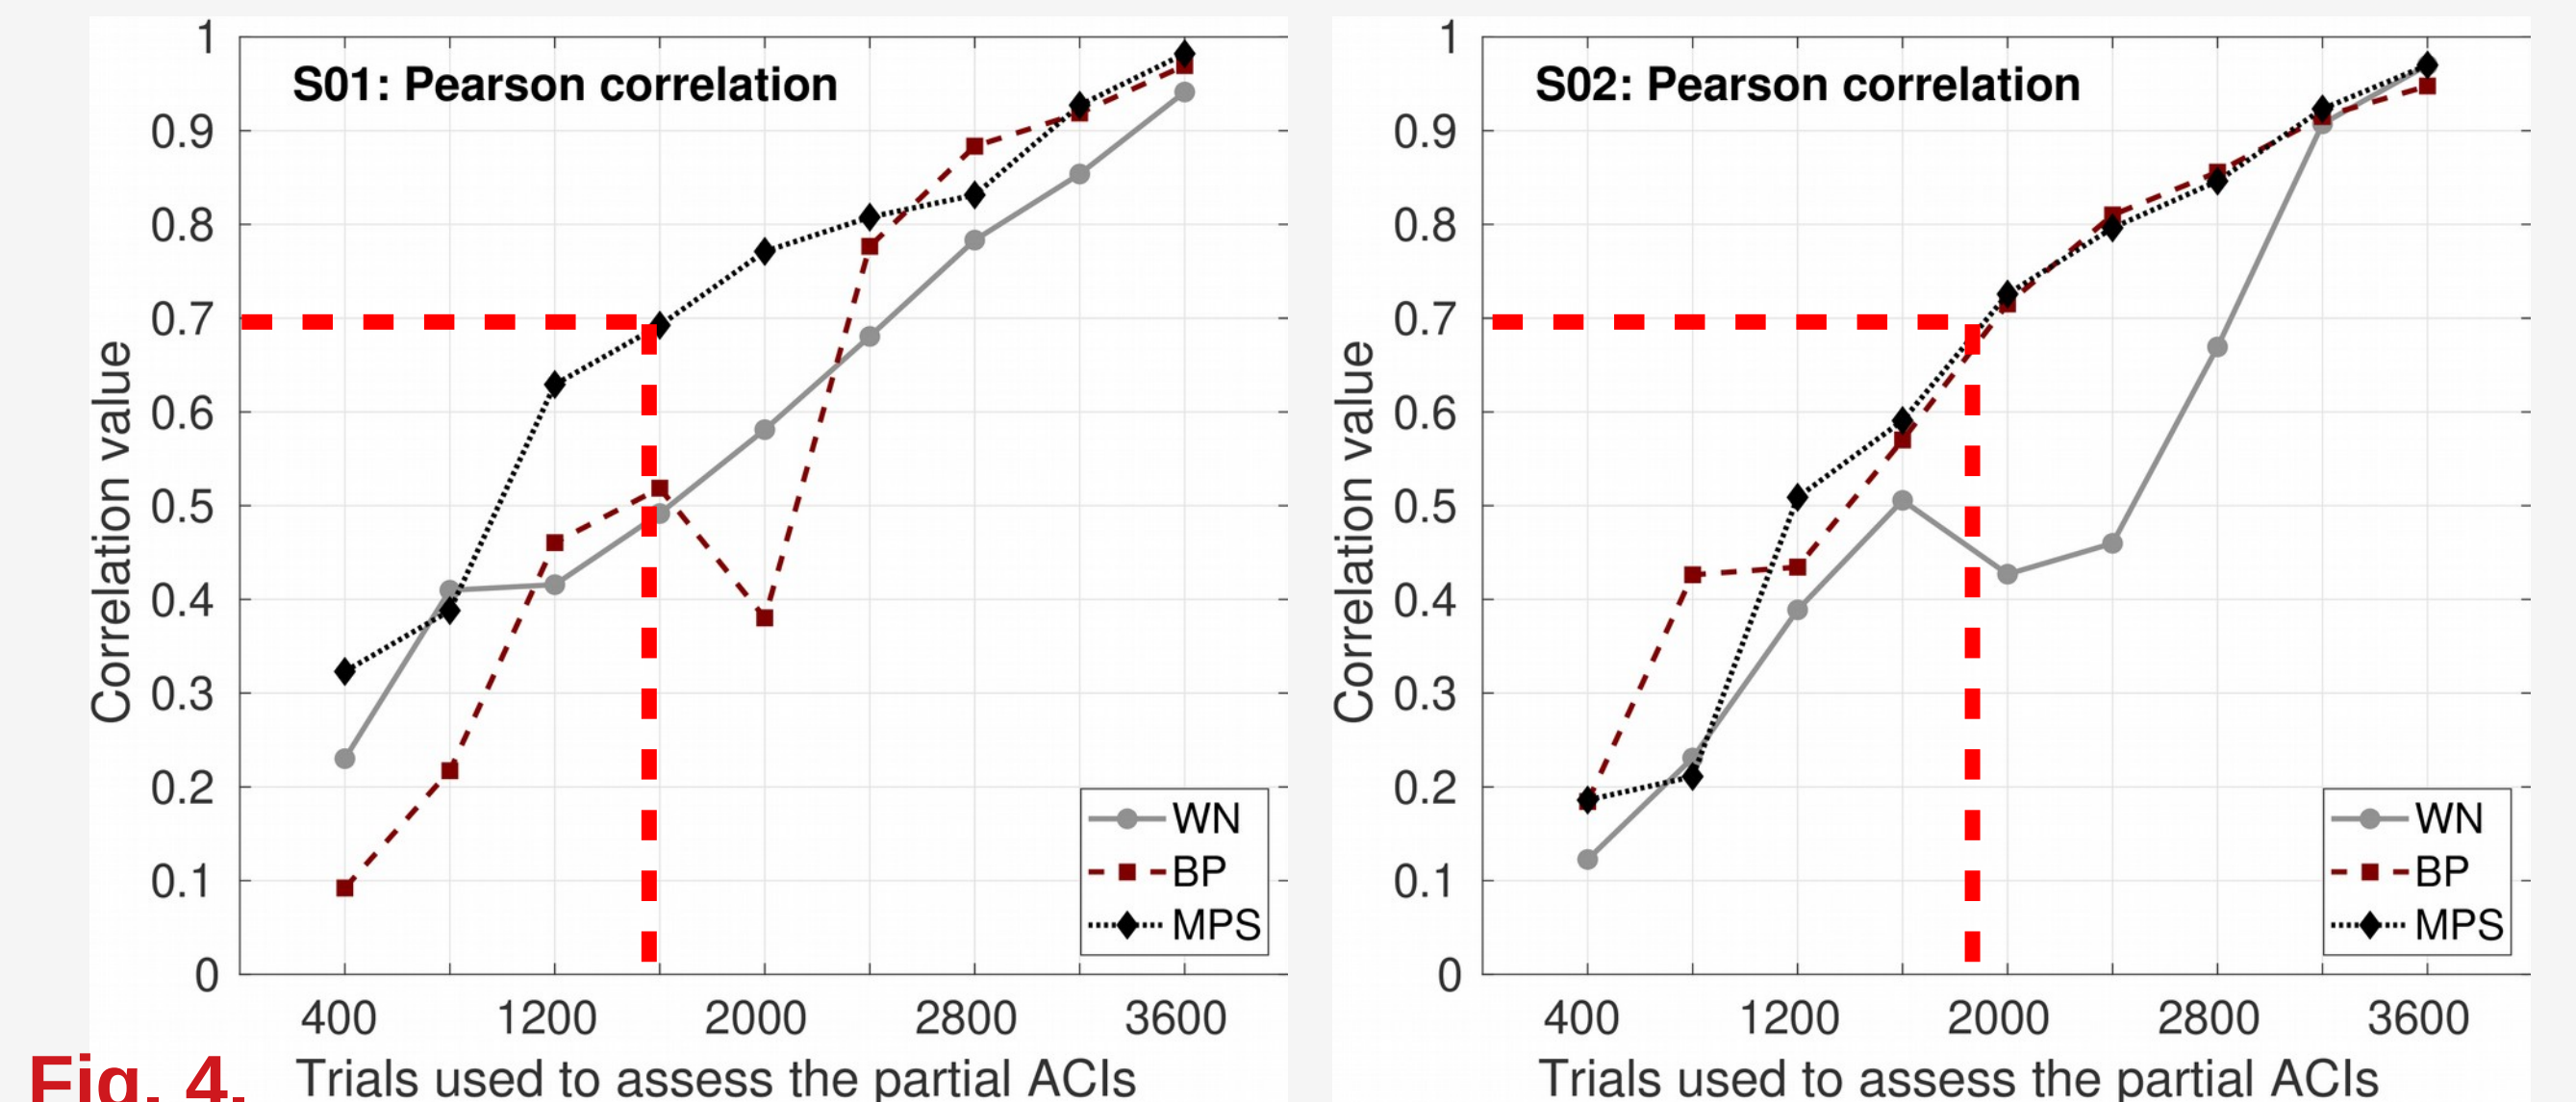 S01: Pearson correlation
Correlation value
1
0.9
0.8
0.7
0.6
0.5
0.4
0.3
0.2
0.1
0
400 1200 2000 2800 3600
Trials used to assess the partial ACIs
WN
BP
MPS
S02: Pearson correlation
Correlation value
1
0.9
0.8
0.7
0.6
0.5
0.4
0.3
0.2
0.1
0
400 1200 2000 2800 3600
Trials used to assess the partial ACIs
WN
BP
MPS
Fig. 4.